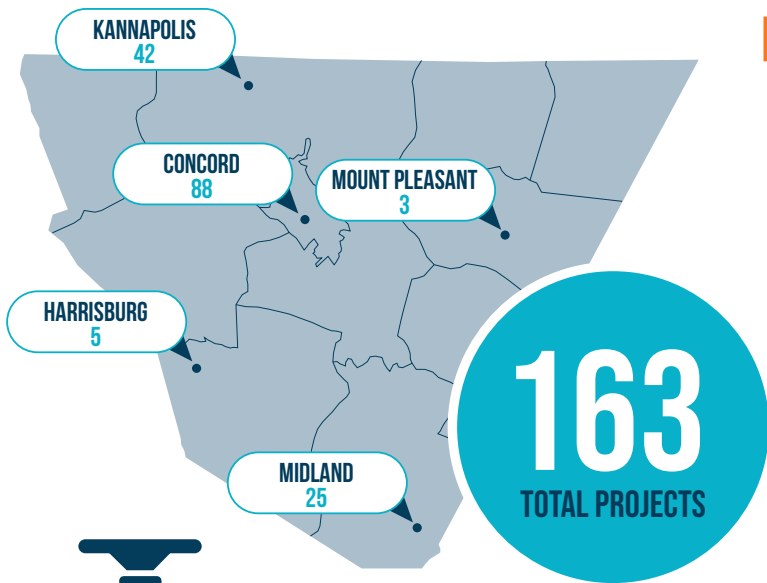 KANNAPOLIS
42
CONCORD
88
MOUNT PLEASANT
3
HARRISBURG
5
MIDLAND
25
163
TOTAL PROJECTS